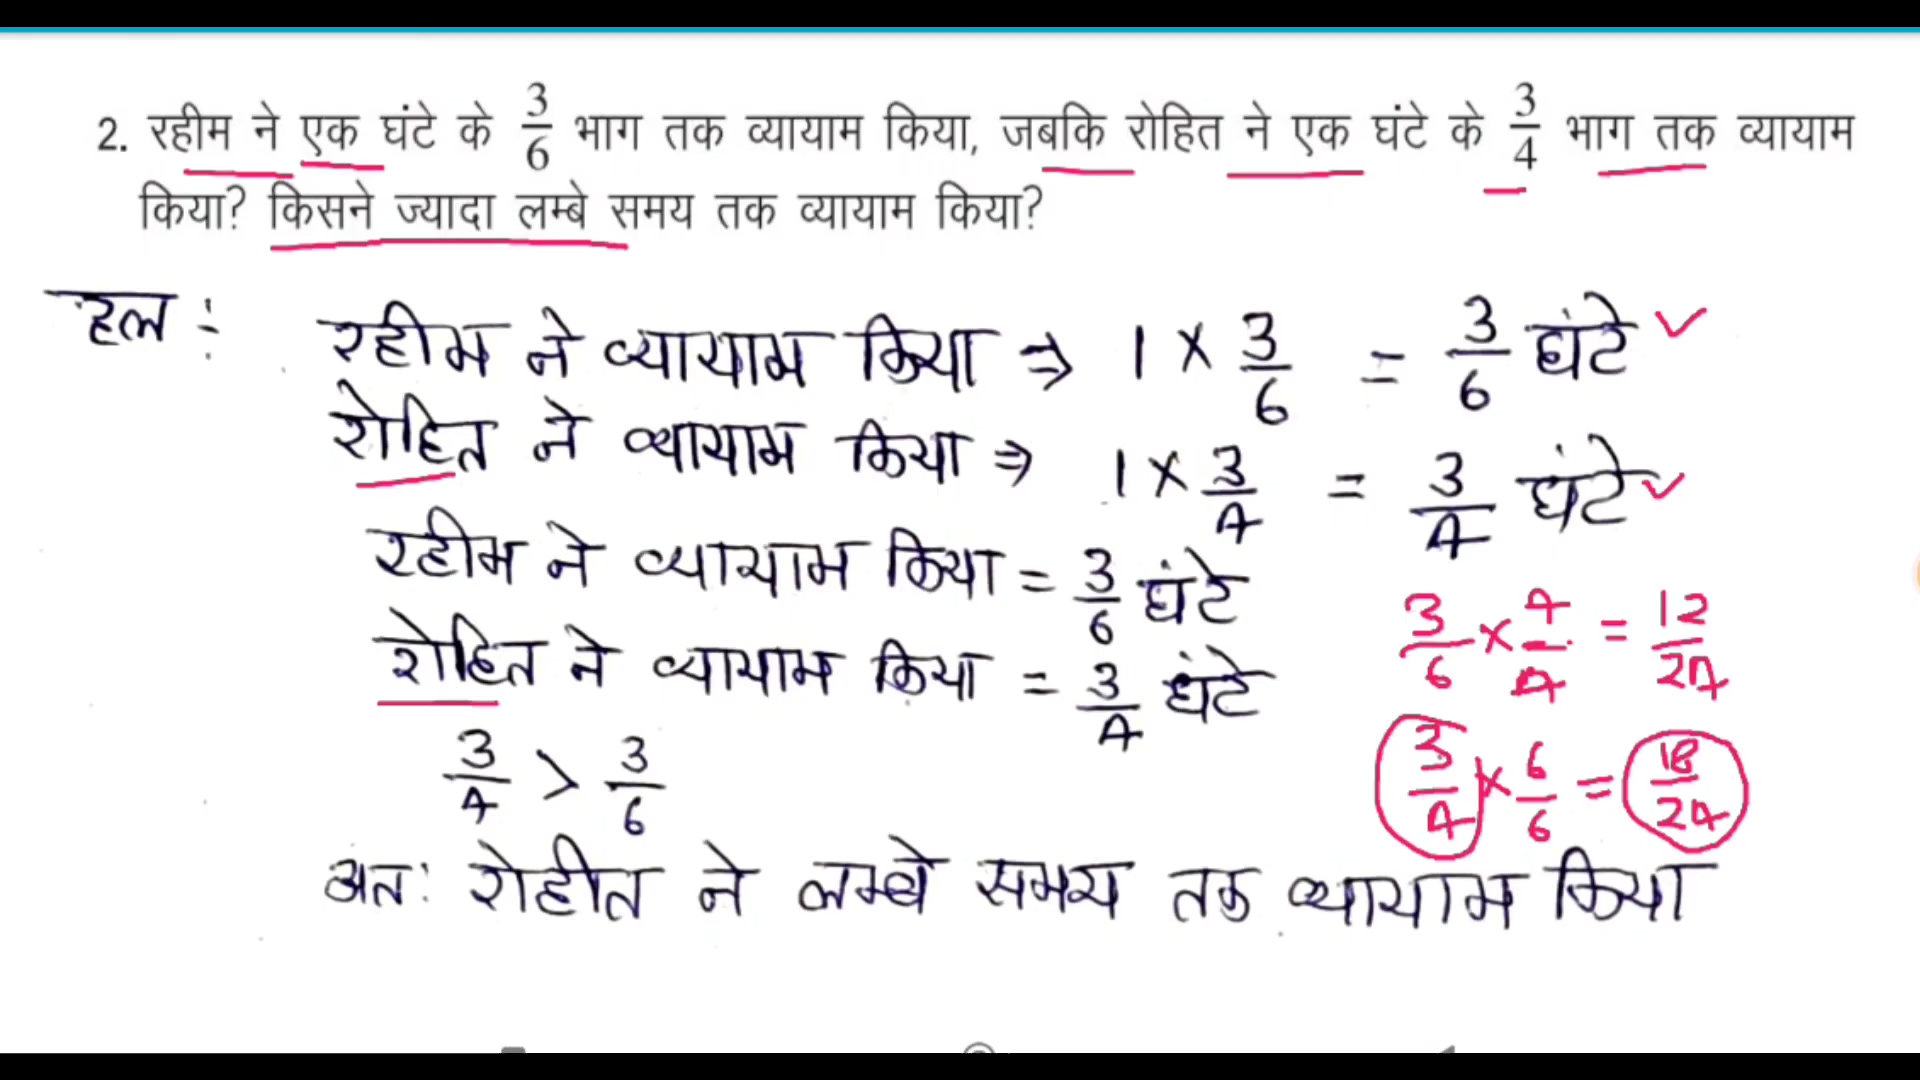 2. रहीम ने एक घंटे के 3/6 भाग तक व्यायाम किया, जबकि रोहित ने एक घंटे के 3/4 भाग तक व्यायाम
किया? किसने ज्यादा लम्बे समय तक व्यायाम किया?
हल : रहीम ने व्यायाम किया ⇒ 1 × 3/6 = 3/6 घंटे ✓
रोहित ने व्यायाम किया ⇒ 1 × 3/4 = 3/4 घंटे ✓
रहीम ने व्यायाम किया = 3/6 घंटे
रोहित ने व्यायाम किया = 3/4 घंटे
3/6 × 4/4 = 12/24
3/4 > 3/6
3/4 × 6/6 = 18/24
अतः रोहीत ने लम्बे समय तक व्यायाम किया